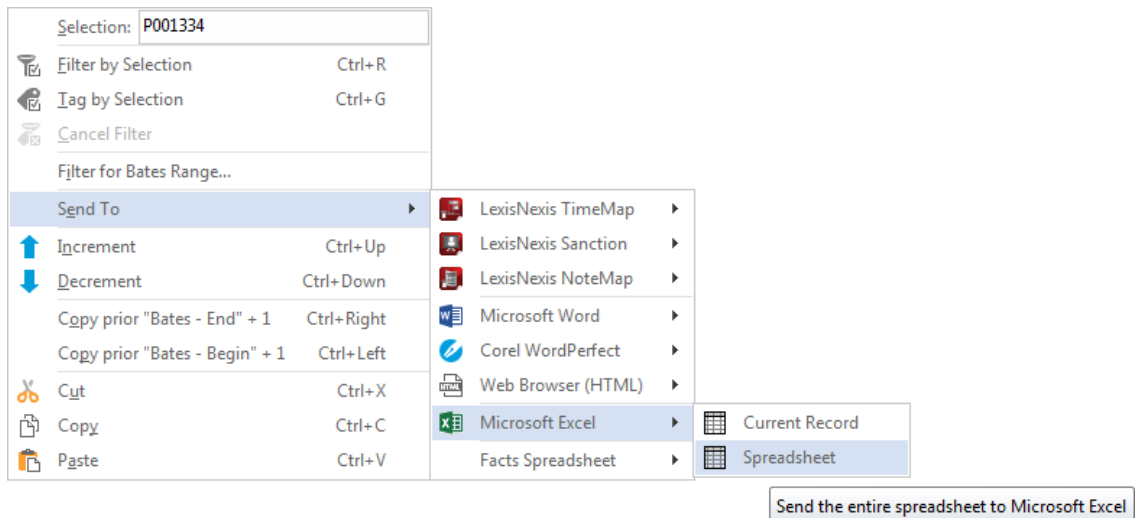 Selection: P001334
Filter by Selection Ctrl+R
Tag by Selection Ctrl+G
Cancel Filter
Filter for Bates Range...
Send To
Increment Ctrl+Up
Decrement Ctrl+Down
Copy prior "Bates - End" + 1 Ctrl+Right
Copy prior "Bates - Begin" + 1 Ctrl+Left
Cut Ctrl+X
Copy Ctrl+C
Paste Ctrl+V
LexisNexis TimeMap
LexisNexis Sanction
LexisNexis NoteMap
Microsoft Word
Corel WordPerfect
Web Browser (HTML)
Microsoft Excel
Facts Spreadsheet
Current Record
Spreadsheet
Send the entire spreadsheet to Microsoft Excel